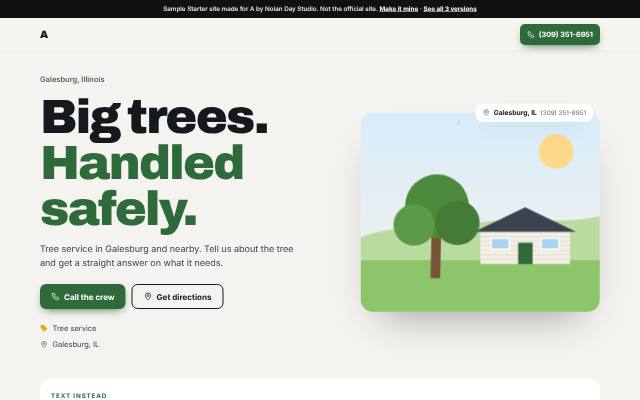 Sample Starter site made for A by Nolan Day Studio. Not the official site. Make it mine · See all 3 versions
A
(309) 351-6951
Galesburg, Illinois
Big trees.
Handled
safely.
Galesburg, IL (309) 351-6951
Tree service in Galesburg and nearby. Tell us about the tree
and get a straight answer on what it needs.
Call the crew
Get directions
Tree service
Galesburg, IL
TEXT INSTEAD